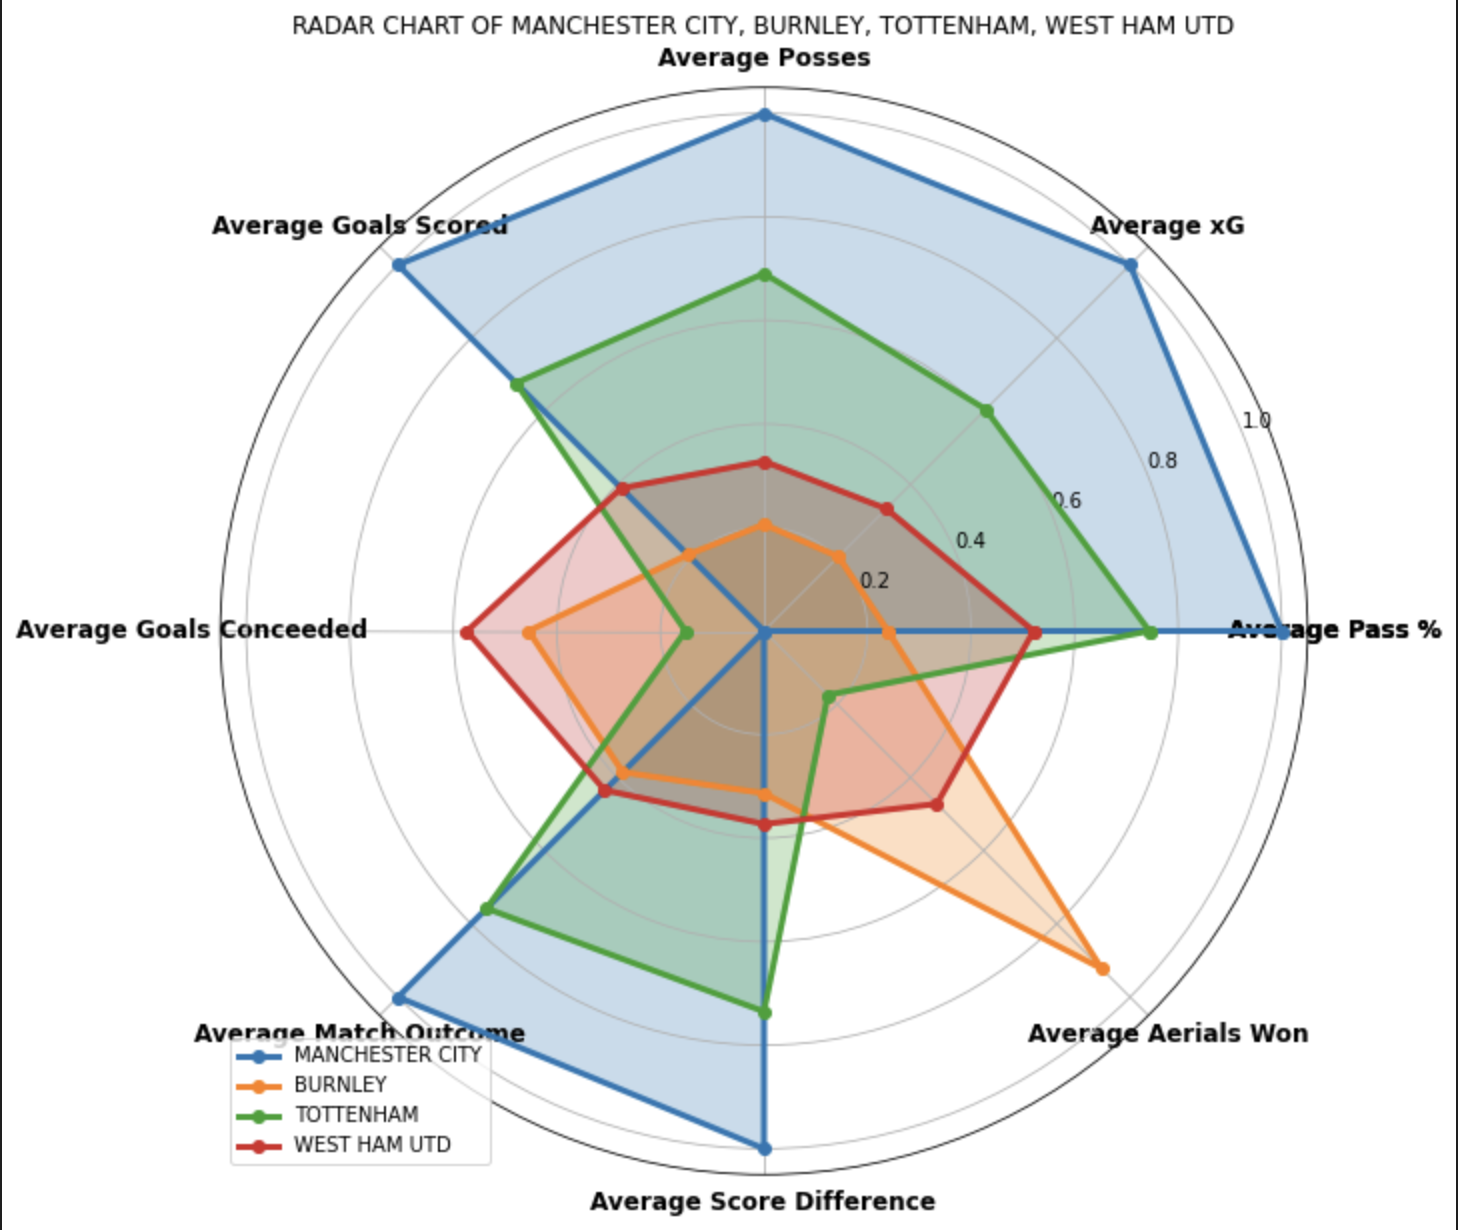 RADAR CHART OF MANCHESTER CITY, BURNLEY, TOTTENHAM, WEST HAM UTD
Average Posses
Average Goals Scored
Average xG
1.0
0.8
0.6
0.4
0.2
Average Goals Conceeded
Average Pass %
Average Match Outcome
Average Aerials Won
MANCHESTER CITY
BURNLEY
TOTTENHAM
WEST HAM UTD
Average Score Difference